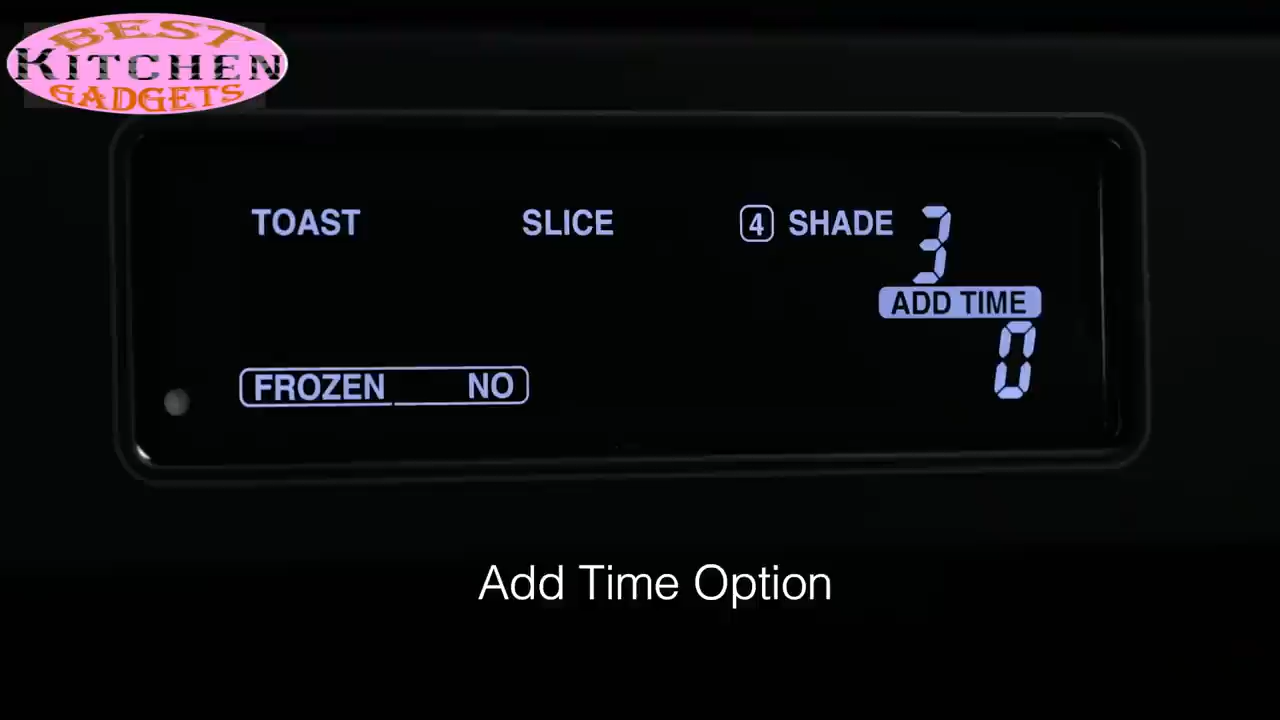 BEST
KITCHEN
GADGETS
TOAST SLICE 4 SHADE 3
ADD TIME
0
FROZEN NO
Add Time Option